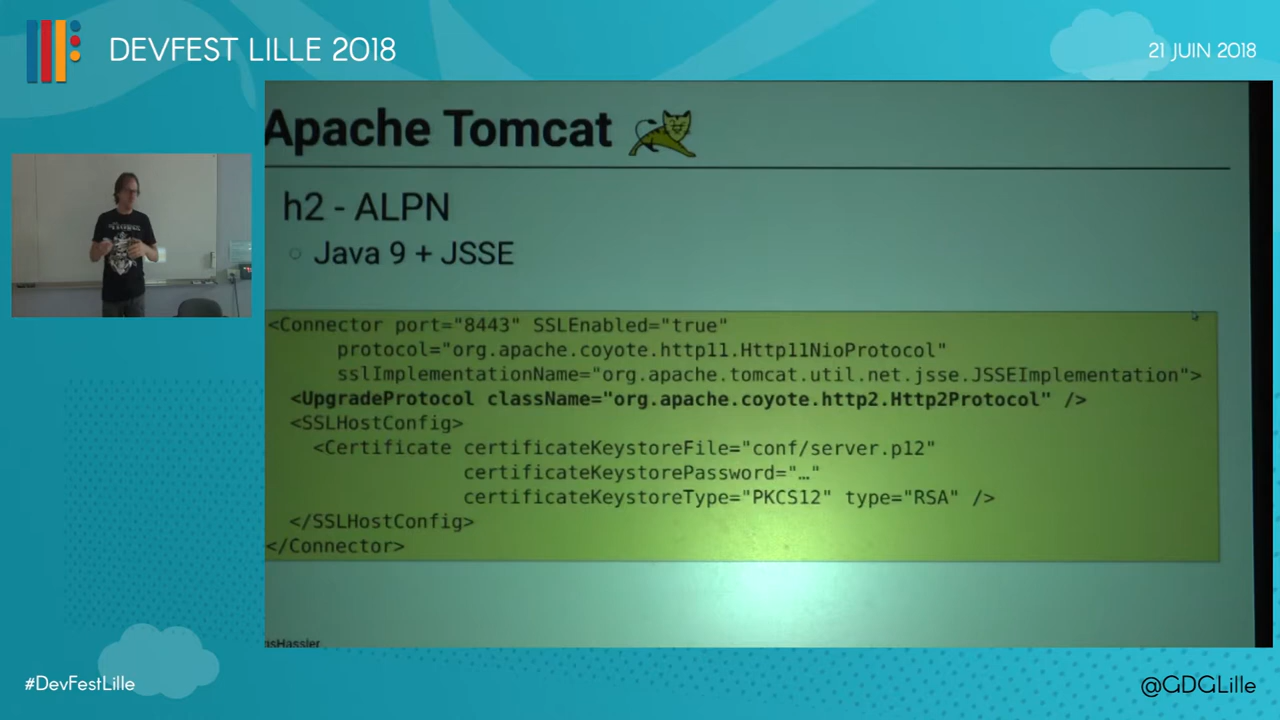 DEVFEST LILLE 2018
21 JUIN 2018
Apache Tomcat
h2 - ALPN
○ Java 9 + JSSE
<Connector port="8443" SSLEnabled="true"
protocol="org.apache.coyote.http11.Http11NioProtocol"
sslImplementationName="org.apache.tomcat.util.net.jsse.JSSEImplementation">
<UpgradeProtocol className="org.apache.coyote.http2.Http2Protocol" />
<SSLHostConfig>
<Certificate certificateKeystoreFile="conf/server.p12"
certificateKeystorePassword="…"
certificateKeystoreType="PKCS12" type="RSA" />
</SSLHostConfig>
</Connector>
#DevFestLille
@GDGLille